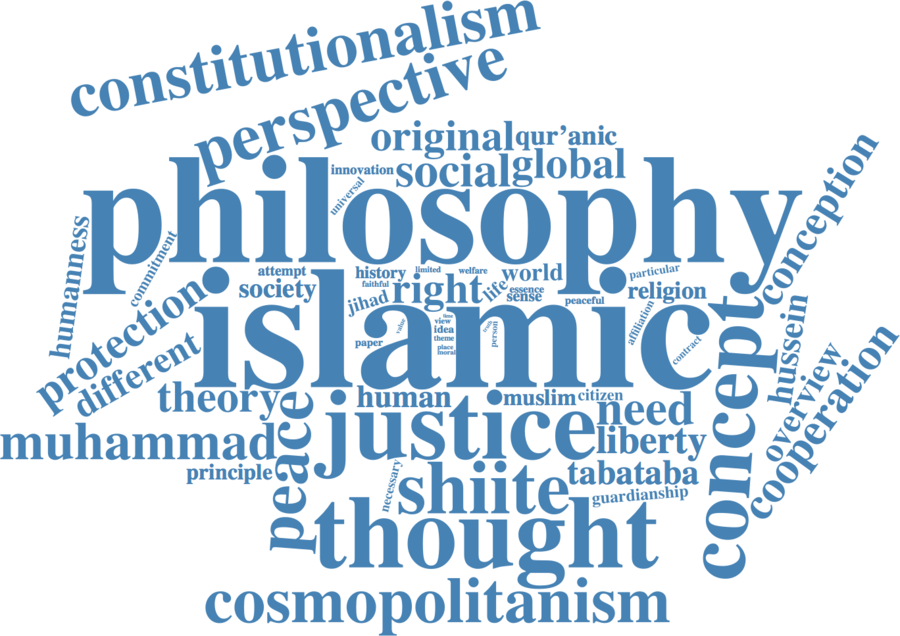 constitutionalism
perspective
original
qur’anic
innovation
social
global
universal
philosophy
conception
humanness
commitment
attempt
history
limited
welfare
world
particular
faithful
society
right
life
essence
sense
religion
jihad
peaceful
protection
islamic
time
view
value
idea
theme
person
paper
place
moral
affiliation
contract
concept
hussein
overview
cooperation
different
theory
human
muslim
citizen
need
peace
justice
muhammad
liberty
principle
necessary
shiite
tabataba
guardianship
thought
cosmopolitanism